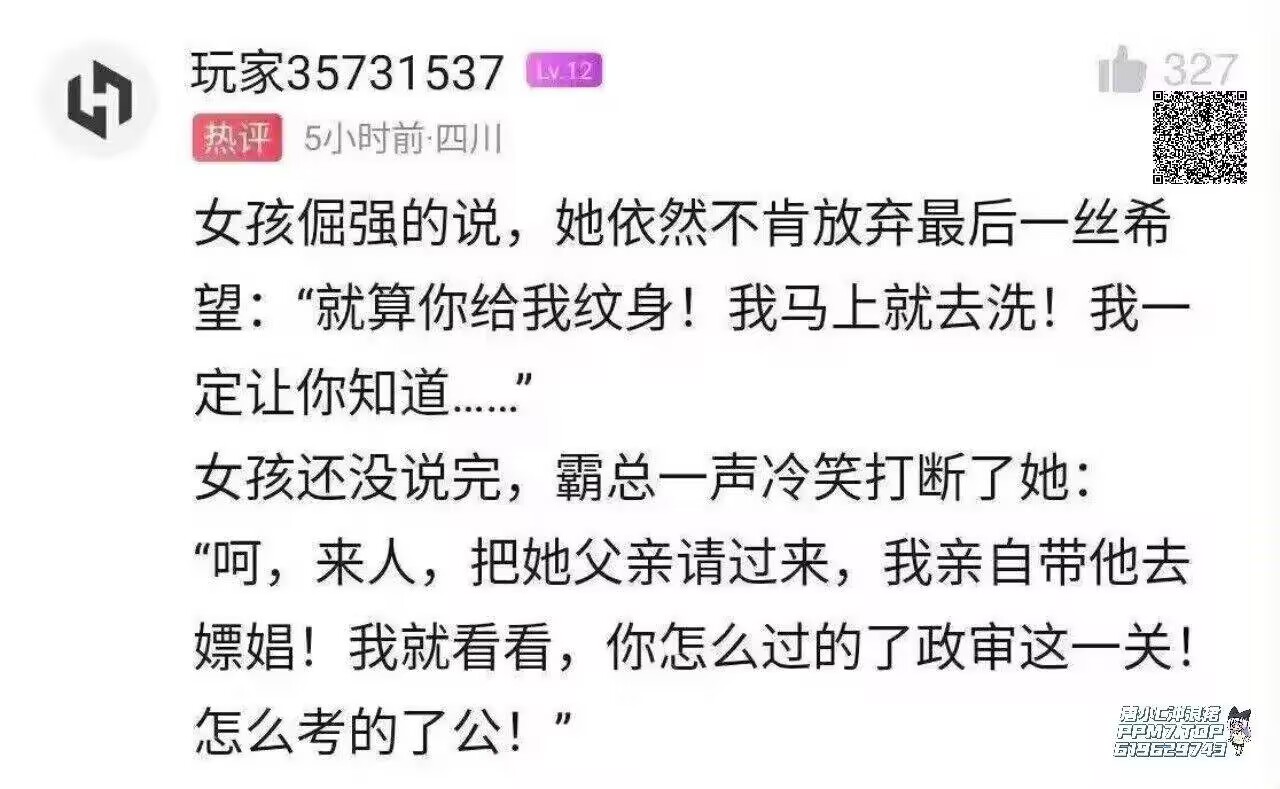 玩家35731537 Lv.12 327
热评 5小时前·四川
女孩倔强的说，她依然不肯放弃最后一丝希
望：“就算你给我纹身！我马上就去洗！我一
定让你知道……”
女孩还没说完，霸总一声冷笑打断了她：
“呵，来人，把她父亲请过来，我亲自带他去
嫖娼！我就看看，你怎么过的了政审这一关！
怎么考的了公！”
PPM7.TOP
619629743